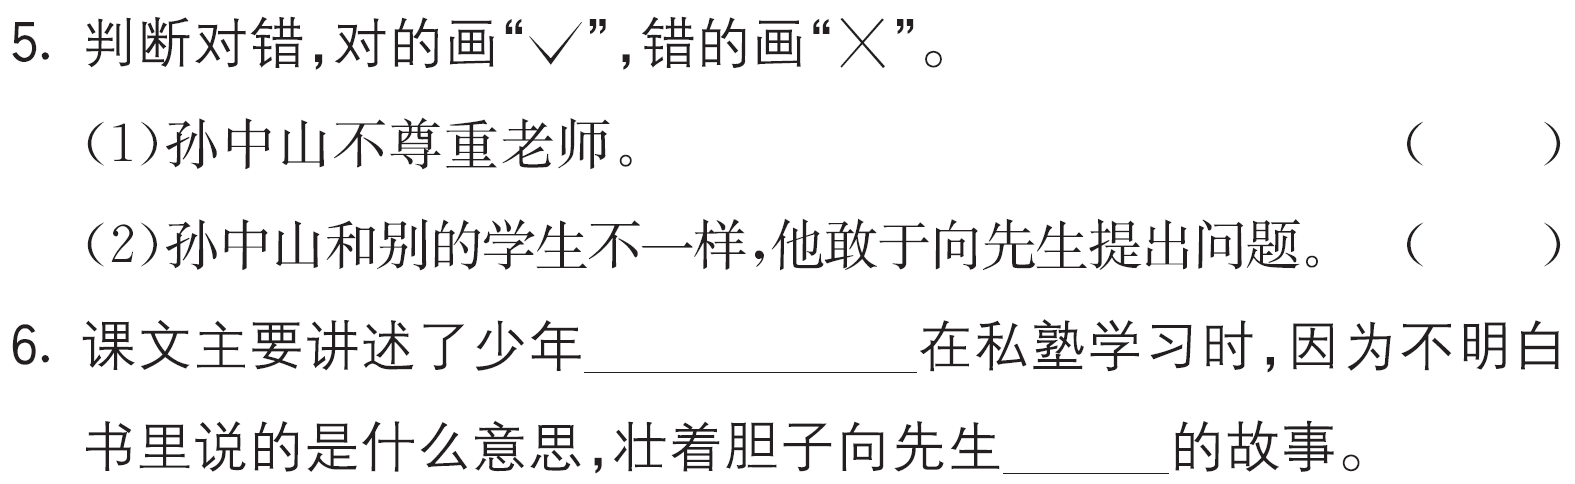 5. 判断对错,对的画“✓”,错的画“╳”。
(1)孙中山不尊重老师。 (    )
(2)孙中山和别的学生不一样,他敢于向先生提出问题。 (    )
6. 课文主要讲述了少年____________在私塾学习时,因为不明白
书里说的是什么意思,壮着胆子向先生______的故事。